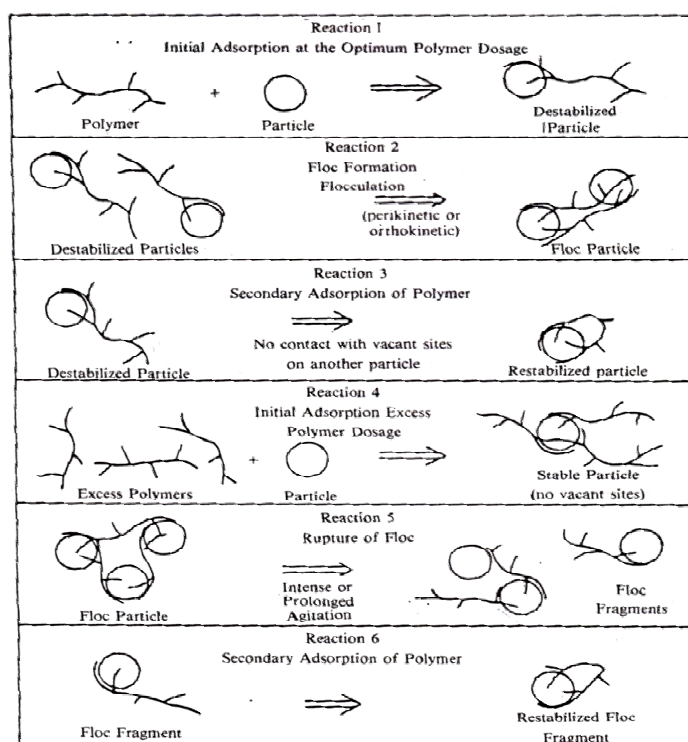 Reaction 1
Initial Adsorption at the Optimum Polymer Dosage
+
Polymer
Particle
Destabilized
Particle
Reaction 2
Floc Formation
Flocculation
(perikinetic or
orthokinetic)
Destabilized Particles
Floc Particle
Reaction 3
Secondary Adsorption of Polymer
No contact with vacant sites
on another particle
Destabilized Particle
Restabilized particle
Reaction 4
Initial Adsorption Excess
Polymer Dosage
+
Excess Polymers
Particle
Stable Particle
(no vacant sites)
Reaction 5
Rupture of Floc
Intense or
Prolonged
Agitation
Floc Particle
Floc
Fragments
Reaction 6
Secondary Adsorption of Polymer
Floc Fragment
Restabilized Floc
Fragment